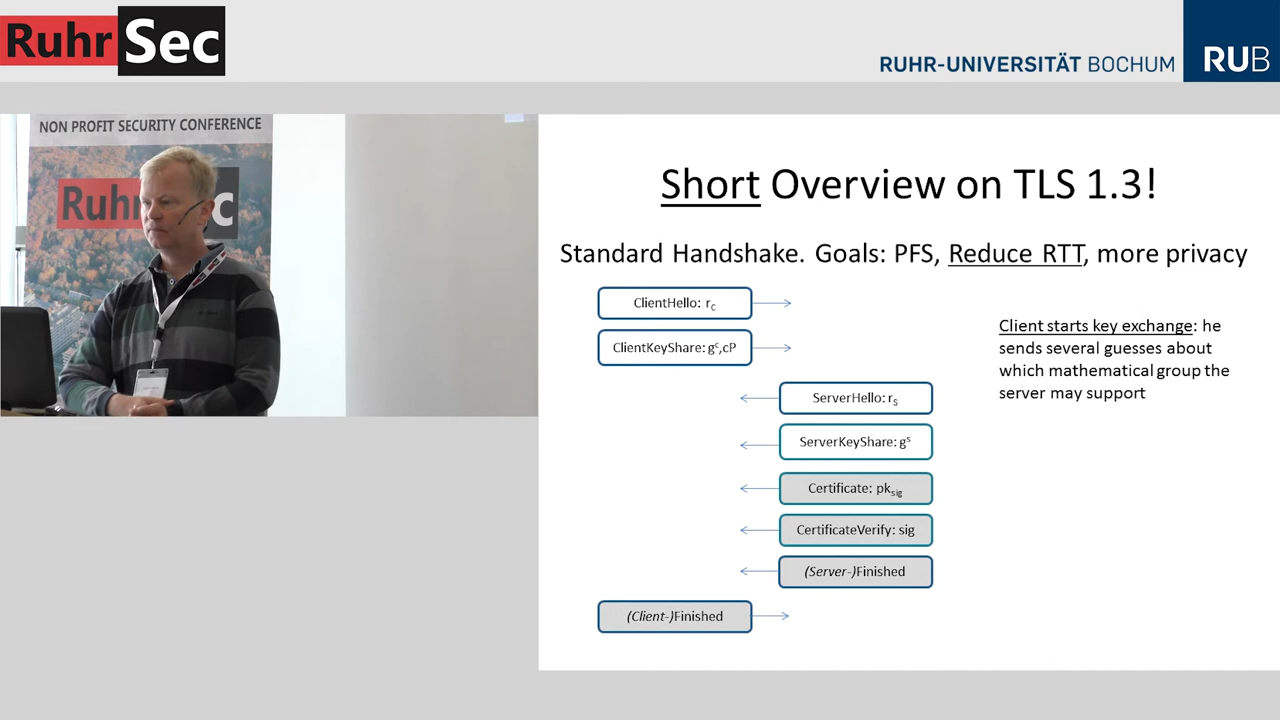 RuhrSec
RUHR-UNIVERSITÄT BOCHUM
RUB
NON PROFIT SECURITY CONFERENCE
Ruhr
c
Short Overview on TLS 1.3!
Standard Handshake. Goals: PFS, Reduce RTT, more privacy
ClientHello: rC
ClientKeyShare: gc,cP
Client starts key exchange: he
sends several guesses about
which mathematical group the
server may support
ServerHello: rS
ServerKeyShare: gs
Certificate: pksig
CertificateVerify: sig
(Server-)Finished
(Client-)Finished